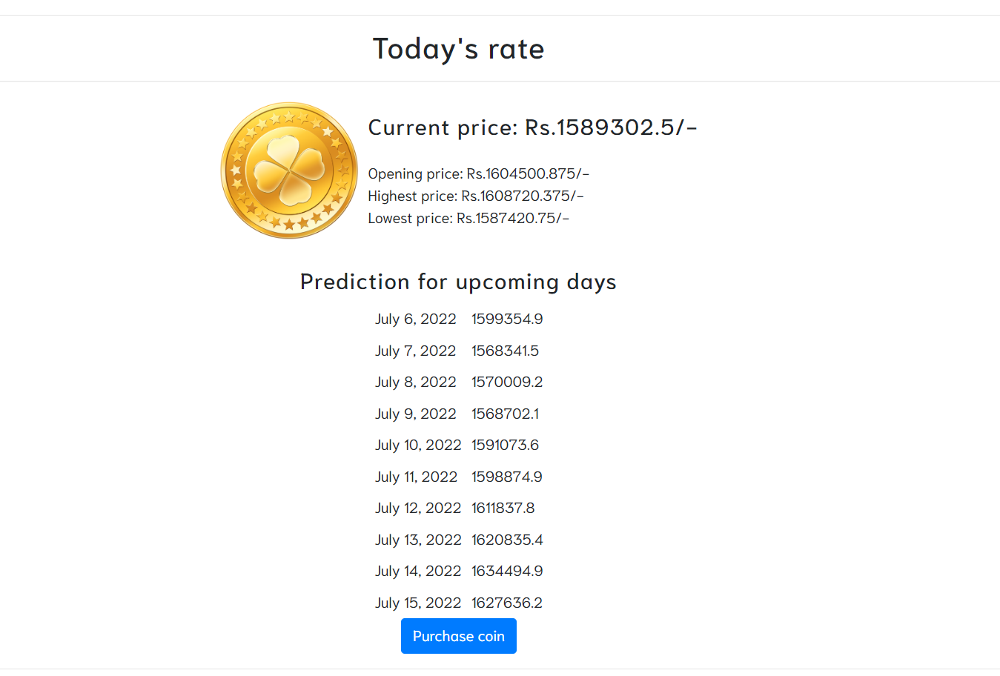 Today's rate
Current price: Rs.1589302.5/-
Opening price: Rs.1604500.875/-
Highest price: Rs.1608720.375/-
Lowest price: Rs.1587420.75/-
Prediction for upcoming days
July 6, 2022 1599354.9
July 7, 2022 1568341.5
July 8, 2022 1570009.2
July 9, 2022 1568702.1
July 10, 2022 1591073.6
July 11, 2022 1598874.9
July 12, 2022 1611837.8
July 13, 2022 1620835.4
July 14, 2022 1634494.9
July 15, 2022 1627636.2
Purchase coin